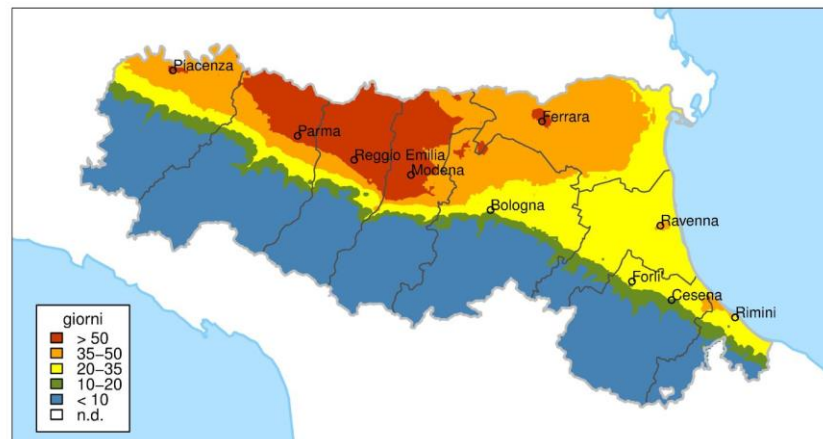 Piacenza
Ferrara
Parma
Reggio Emilia
Modena
Bologna
Ravenna
Forlì
Cesena
Rimini
giorni
> 50
35–50
20–35
10–20
< 10
n.d.